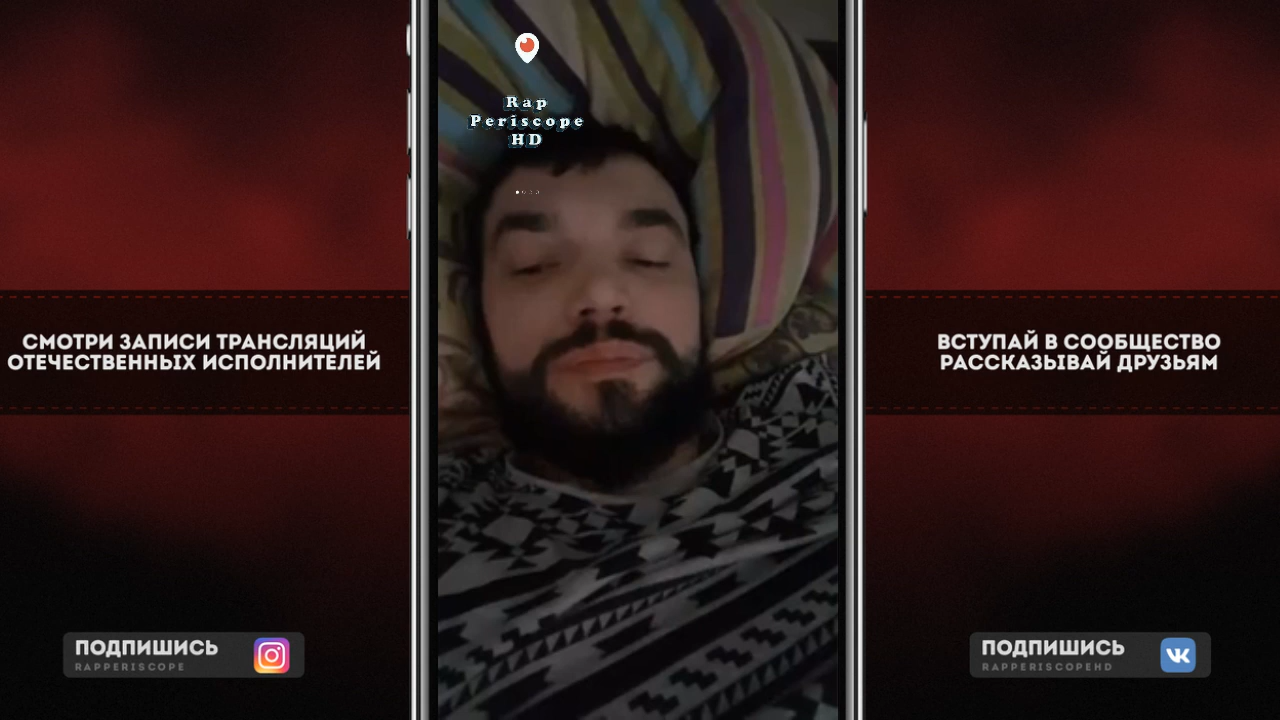 Rap
Periscope
HD
СМОТРИ ЗАПИСИ ТРАНСЛЯЦИЙ
ОТЕЧЕСТВЕННЫХ ИСПОЛНИТЕЛЕЙ
ВСТУПАЙ В СООБЩЕСТВО
РАССКАЗЫВАЙ ДРУЗЬЯМ
ПОДПИШИСЬ
RAPPERISCOPE
ПОДПИШИСЬ
RAPPERISCOPEHD